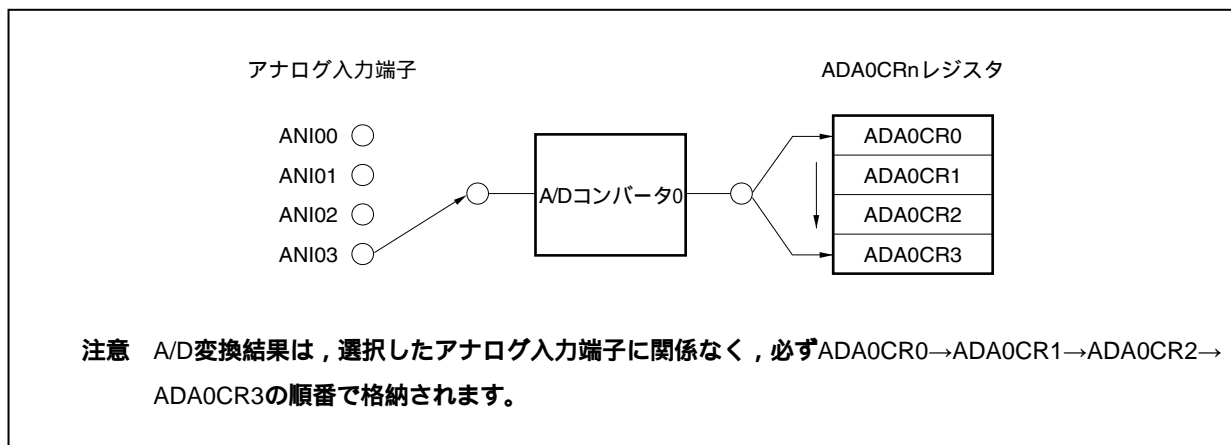 アナログ入力端子
ADA0CRnレジスタ
ANI00
ANI01
ANI02
ANI03
A/Dコンバータ0
ADA0CR0
ADA0CR1
ADA0CR2
ADA0CR3
注意 A/D変換結果は，選択したアナログ入力端子に関係なく，必ずADA0CR0→ADA0CR1→ADA0CR2→
ADA0CR3の順番で格納されます。